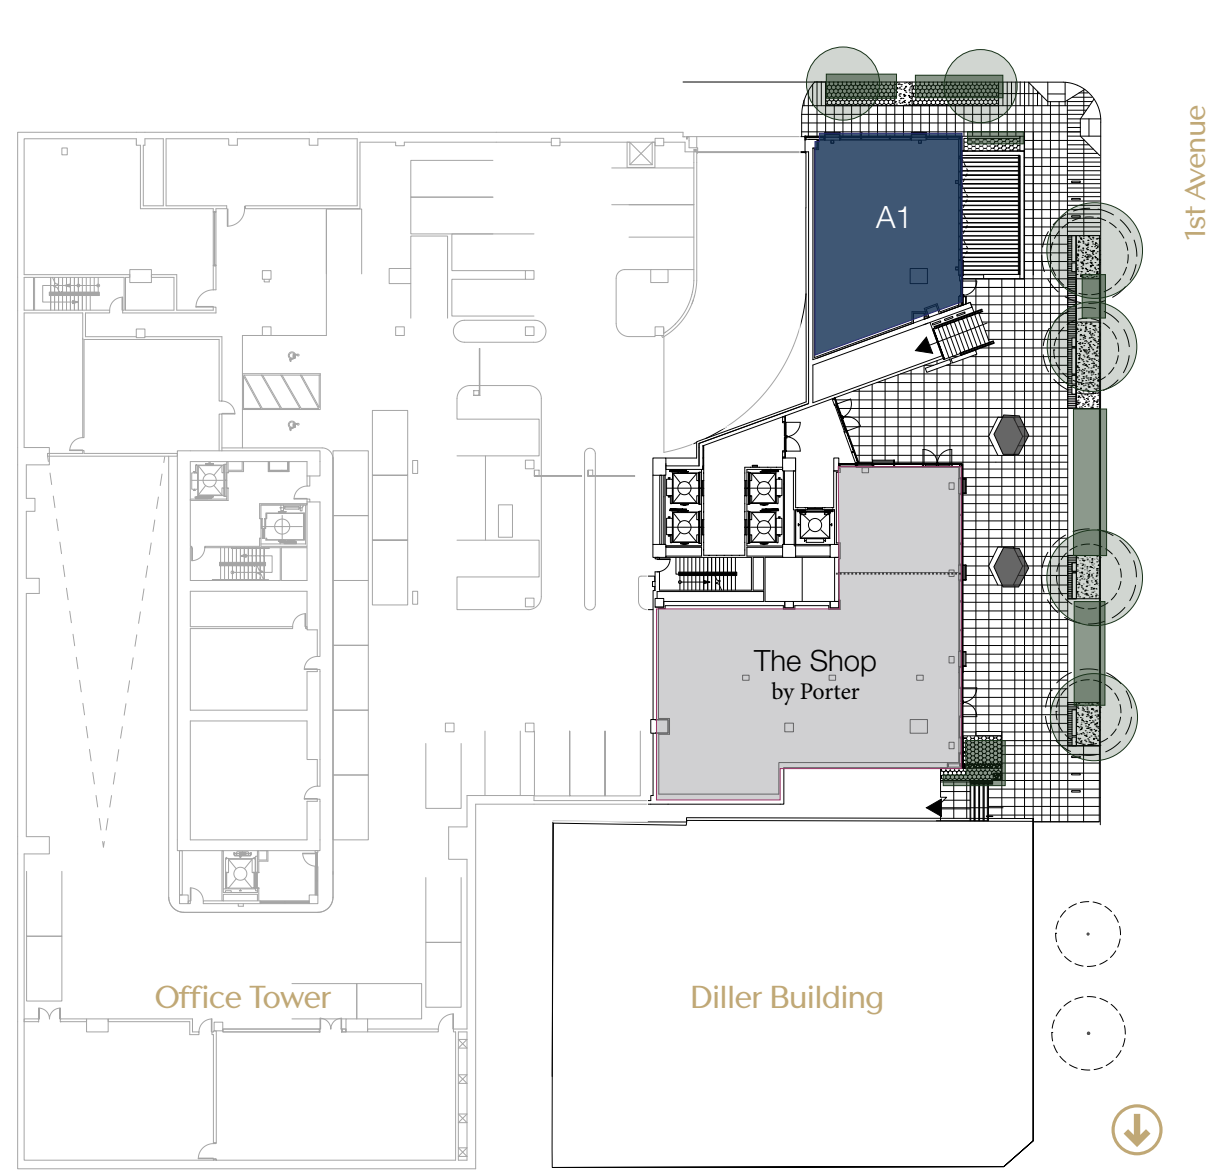 1st Avenue
A1
The Shop
by Porter
Office Tower
Diller Building